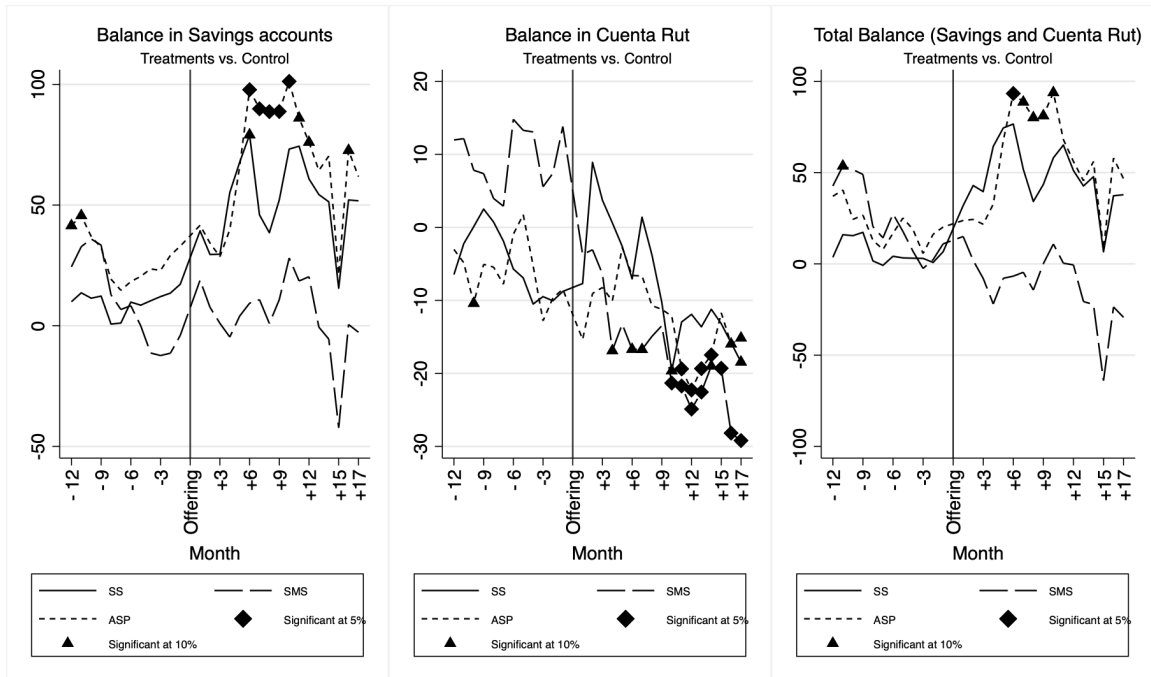 Balance in Savings accounts
Treatments vs. Control
100
50
0
-50
- 12
- 9
- 6
-3
Offering
+3
+6
+9
+12
+15
+17
Month
SS
SMS
ASP
Significant at 5%
Significant at 10%
Balance in Cuenta Rut
Treatments vs. Control
20
10
0
-10
-20
-30
- 12
- 9
- 6
-3
Offering
+3
+6
+9
+12
+15
+17
Month
SS
SMS
ASP
Significant at 5%
Significant at 10%
Total Balance (Savings and Cuenta Rut)
Treatments vs. Control
100
50
0
-50
-100
- 12
- 9
- 6
-3
Offering
+3
+6
+9
+12
+15
+17
Month
SS
SMS
ASP
Significant at 5%
Significant at 10%